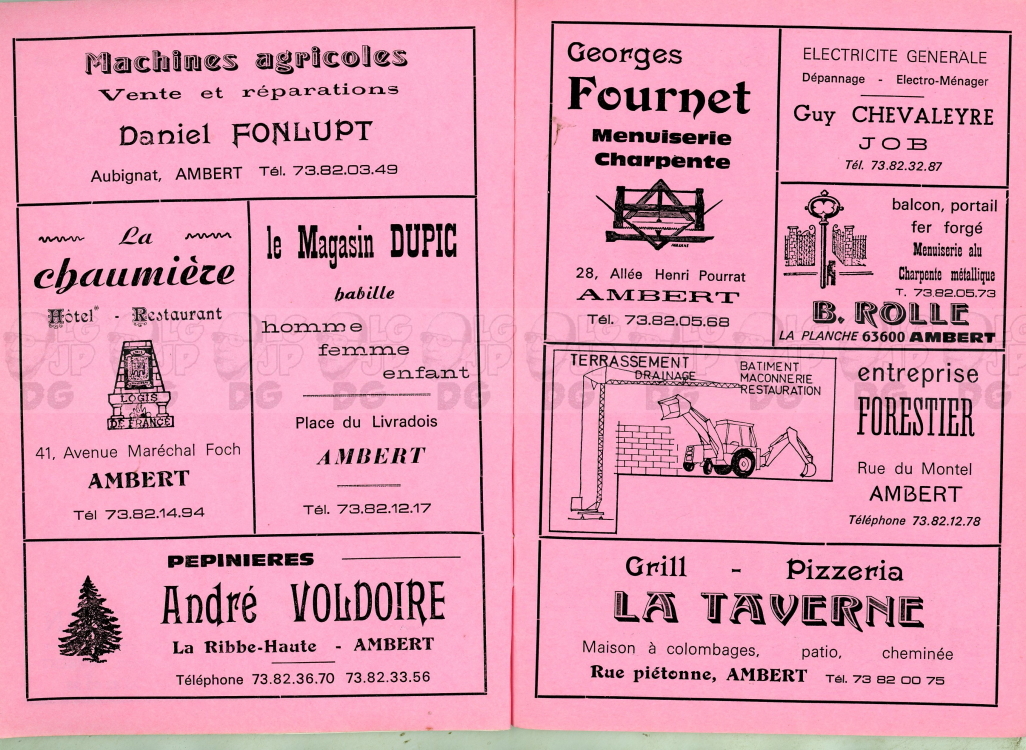 Machines agricoles
Vente et réparations
Daniel FONLUPT
Aubignat, AMBERT Tél. 73.82.03.49
La
chaumière
Hôtel** - Restaurant
LOGIS
DE FRANCE
41, Avenue Maréchal Foch
AMBERT
Tél 73.82.14.94
le Magasin DUPIC
habille
homme
femme
enfant
Place du Livradois
AMBERT
Tél. 73.82.12.17
PEPINIERES
André VOLDOIRE
La Ribbe-Haute - AMBERT
Téléphone 73.82.36.70 73.82.33.56
Georges
Fournet
Menuiserie
Charpente
28, Allée Henri Pourrat
AMBERT
Tél. 73.82.05.68
ELECTRICITE GENERALE
Dépannage - Electro-Ménager
Guy CHEVALEYRE
JOB
Tél. 73.82.32.87
balcon, portail
fer forgé
Menuiserie alu
Charpente métallique
T. 73.82.05.73
B. ROLLE
LA PLANCHE 63600 AMBERT
TERRASSEMENT
DRAINAGE
BATIMENT
MACONNERIE
RESTAURATION
entreprise
FORESTIER
Rue du Montel
AMBERT
Téléphone 73.82.12.78
Grill - Pizzeria
LA TAVERNE
Maison à colombages, patio, cheminée
Rue piétonne, AMBERT Tél. 73 82 00 75